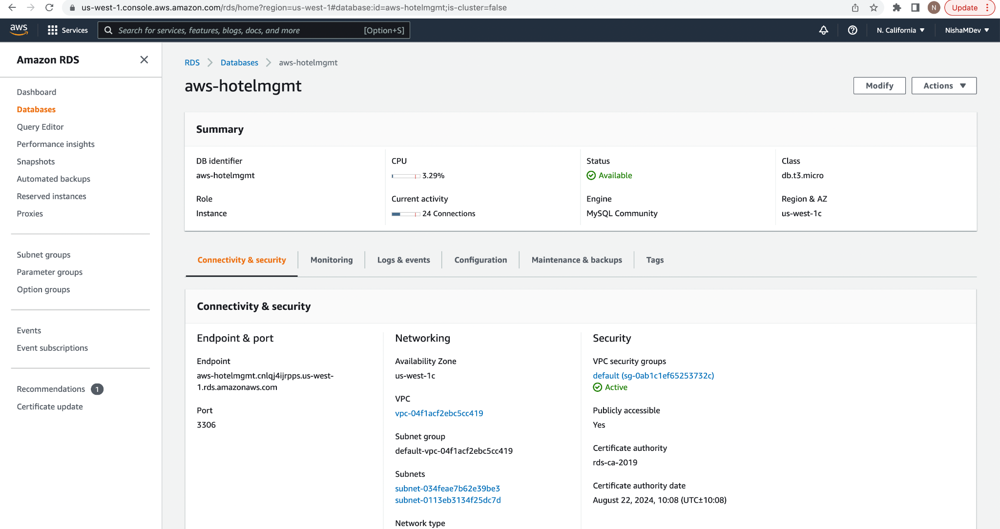 us-west-1.console.aws.amazon.com/rds/home?region=us-west-1#database:id=aws-hotelmgmt;is-cluster=false
N
Update
aws
Services
Search for services, features, blogs, docs, and more
[Option+S]
N. California
NishaMDev
Amazon RDS
Dashboard
Databases
Query Editor
Performance insights
Snapshots
Automated backups
Reserved instances
Proxies
Subnet groups
Parameter groups
Option groups
Events
Event subscriptions
Recommendations 1
Certificate update
RDS
Databases
aws-hotelmgmt
aws-hotelmgmt
Modify
Actions
Summary
DB identifier
aws-hotelmgmt
Role
Instance
CPU
3.29%
Current activity
24 Connections
Status
Available
Engine
MySQL Community
Class
db.t3.micro
Region & AZ
us-west-1c
Connectivity & security
Monitoring
Logs & events
Configuration
Maintenance & backups
Tags
Connectivity & security
Endpoint & port
Endpoint
aws-hotelmgmt.cnlqj4ijrpps.us-west-
1.rds.amazonaws.com
Port
3306
Networking
Availability Zone
us-west-1c
VPC
vpc-04f1acf2ebc5cc419
Subnet group
default-vpc-04f1acf2ebc5cc419
Subnets
subnet-034feae7b62e39be3
subnet-0113eb3134f25dc7d
Network type
Security
VPC security groups
default (sg-0ab1c1ef65253732c)
Active
Publicly accessible
Yes
Certificate authority
rds-ca-2019
Certificate authority date
August 22, 2024, 10:08 (UTC±10:08)